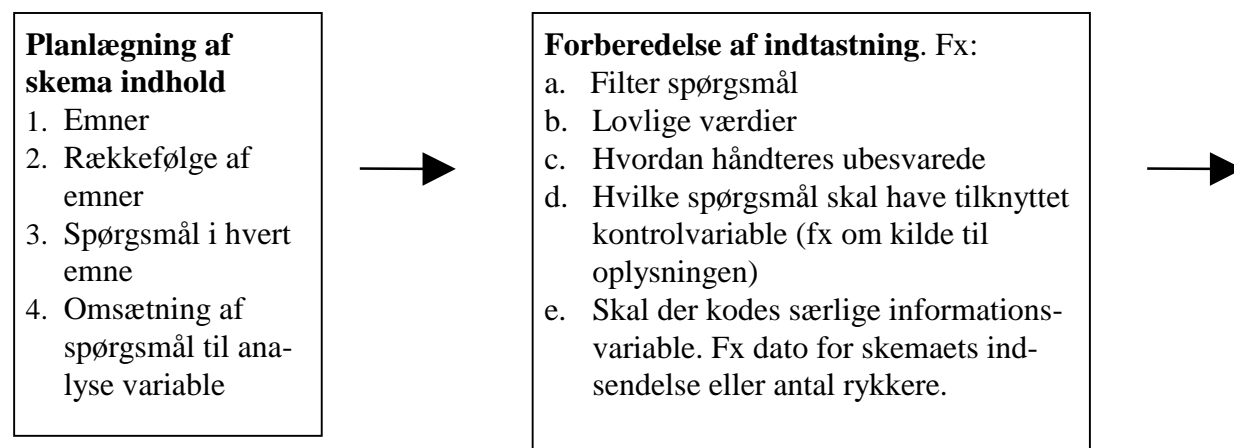 Planlægning af
skema indhold
1. Emner
2. Rækkefølge af
emner
3. Spørgsmål i hvert
emne
4. Omsætning af
spørgsmål til ana-
lyse variable
Forberedelse af indtastning. Fx:
a. Filter spørgsmål
b. Lovlige værdier
c. Hvordan håndteres ubesvarede
d. Hvilke spørgsmål skal have tilknyttet
kontrolvariable (fx om kilde til
oplysningen)
e. Skal der kodes særlige informations-
variable. Fx dato for skemaets ind-
sendelse eller antal rykkere.